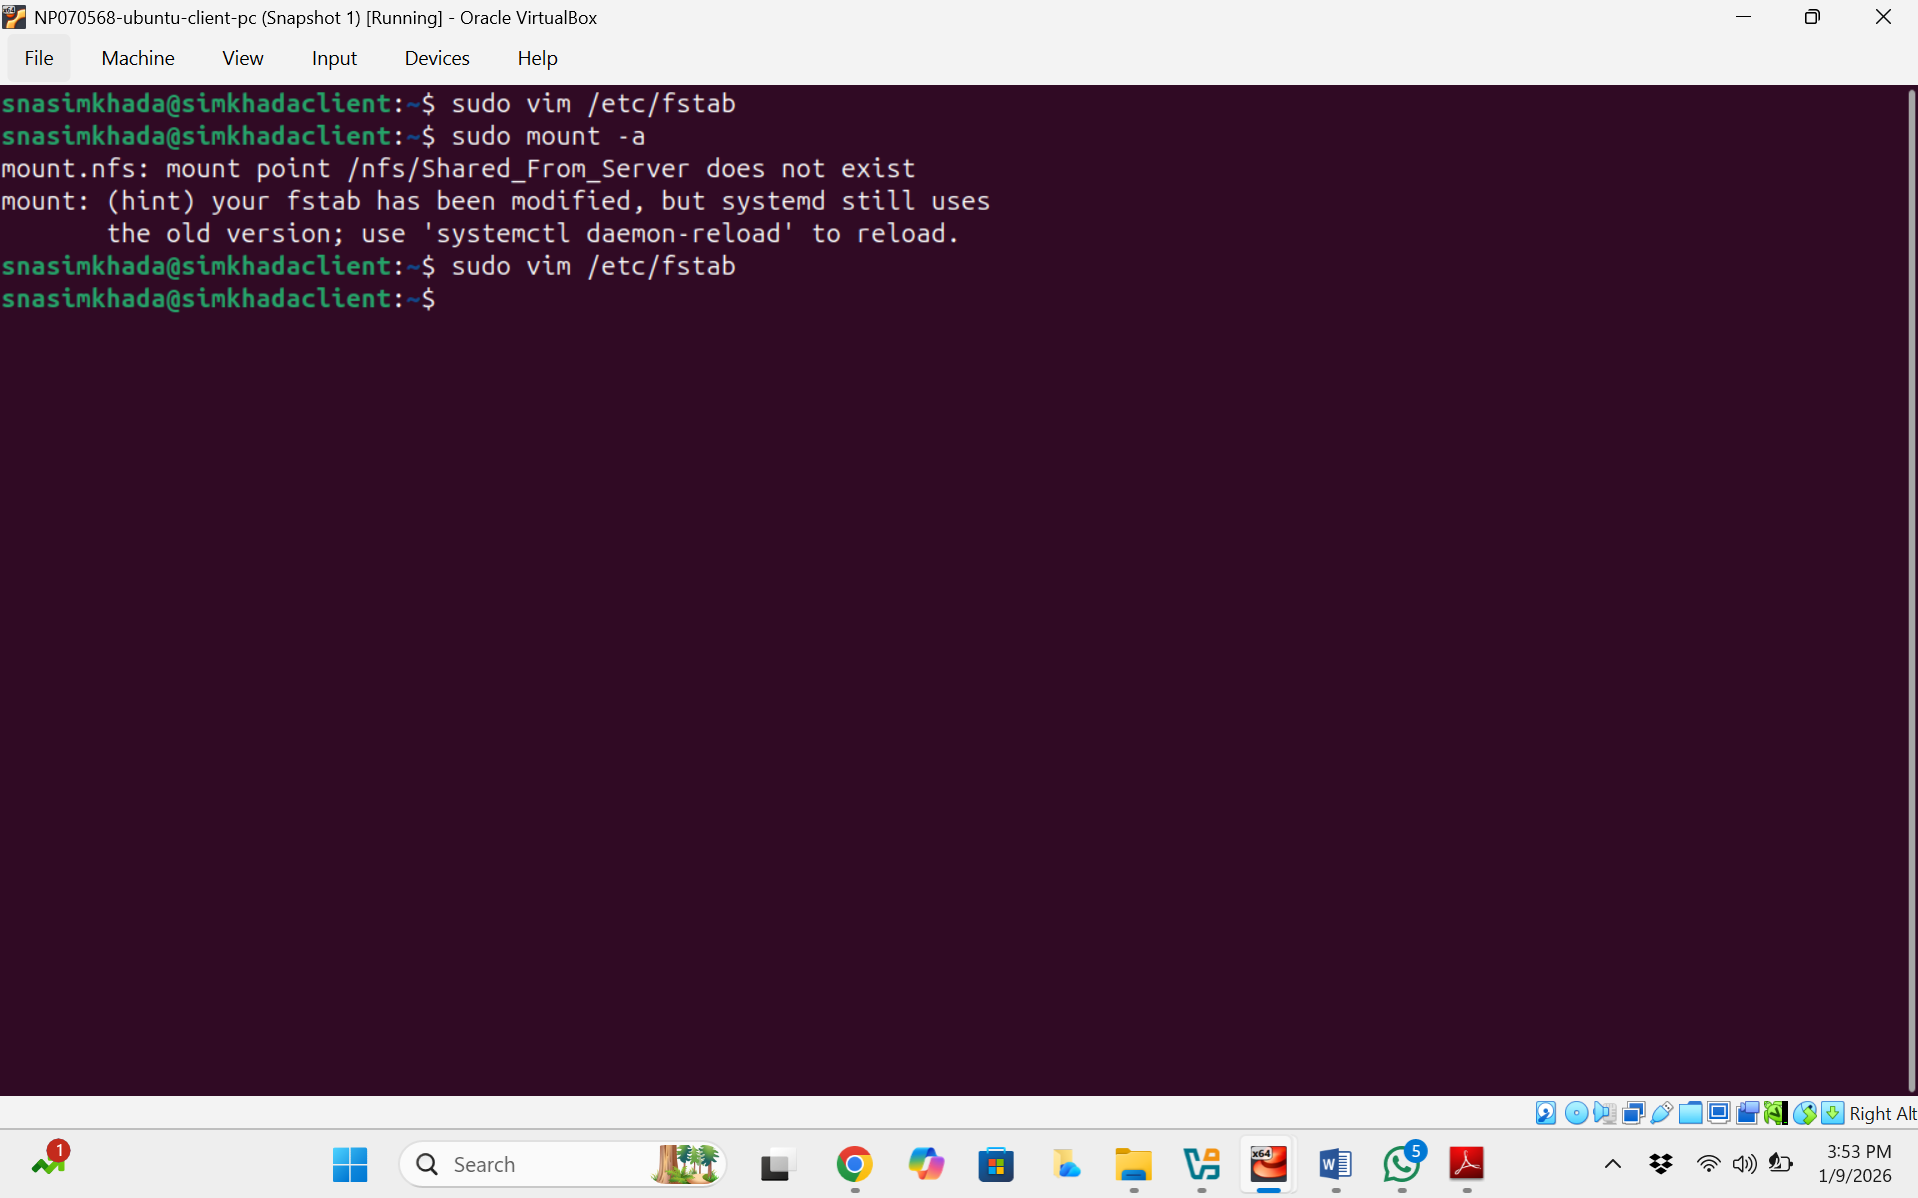 NP070568-ubuntu-client-pc (Snapshot 1) [Running] - Oracle VirtualBox
File Machine View Input Devices Help
snasimkhada@simkhadaclient:~$ sudo vim /etc/fstab
snasimkhada@simkhadaclient:~$ sudo mount -a
mount.nfs: mount point /nfs/Shared_From_Server does not exist
mount: (hint) your fstab has been modified, but systemd still uses
       the old version; use 'systemctl daemon-reload' to reload.
snasimkhada@simkhadaclient:~$ sudo vim /etc/fstab
snasimkhada@simkhadaclient:~$
Right Alt
1
Search
x64
W
5
3:53 PM
1/9/2026